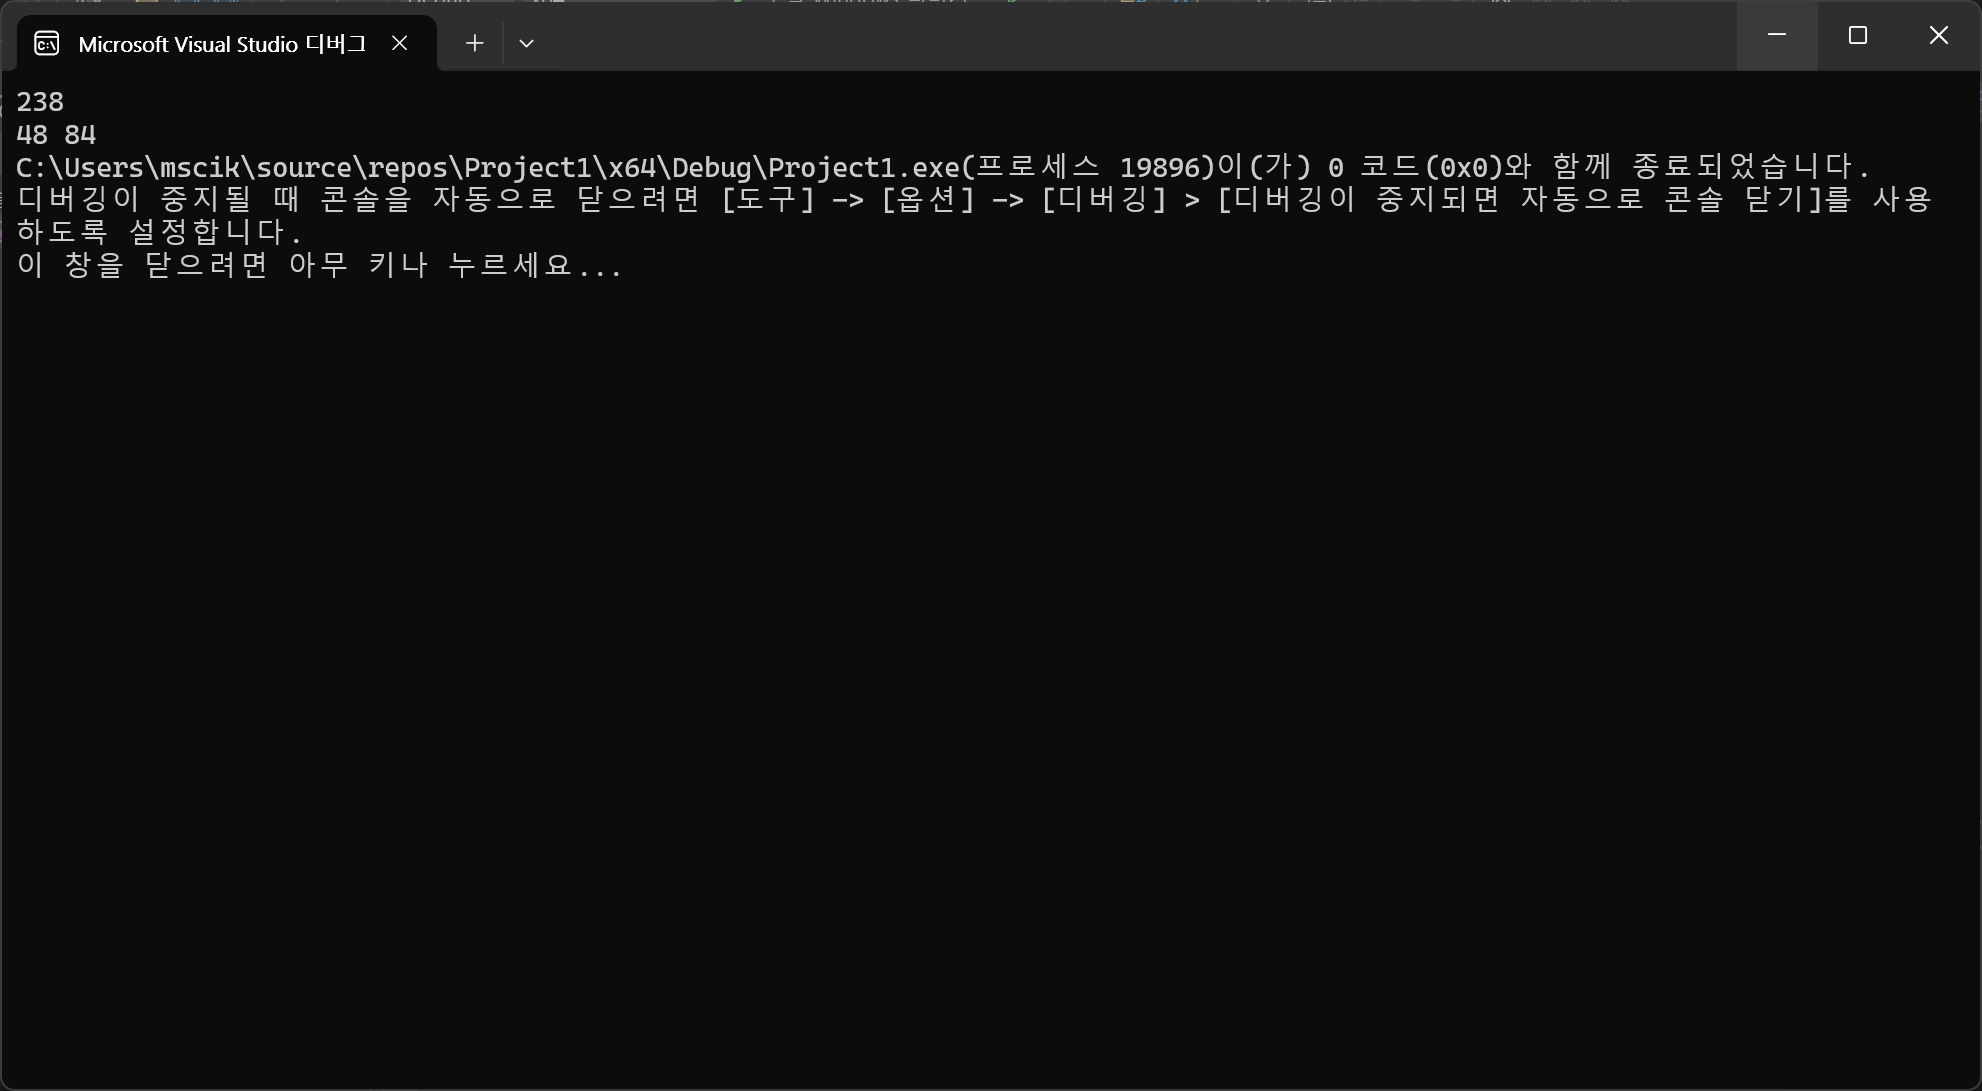 Microsoft Visual Studio 디버그
238
48 84
C:\Users\mscik\source\repos\Project1\x64\Debug\Project1.exe(프로세스 19896)이(가) 0 코드(0x0)와 함께 종료되었습니다.
디버깅이 중지될 때 콘솔을 자동으로 닫으려면 [도구] -> [옵션] -> [디버깅] > [디버깅이 중지되면 자동으로 콘솔 닫기]를 사용
하도록 설정합니다.
이 창을 닫으려면 아무 키나 누르세요...